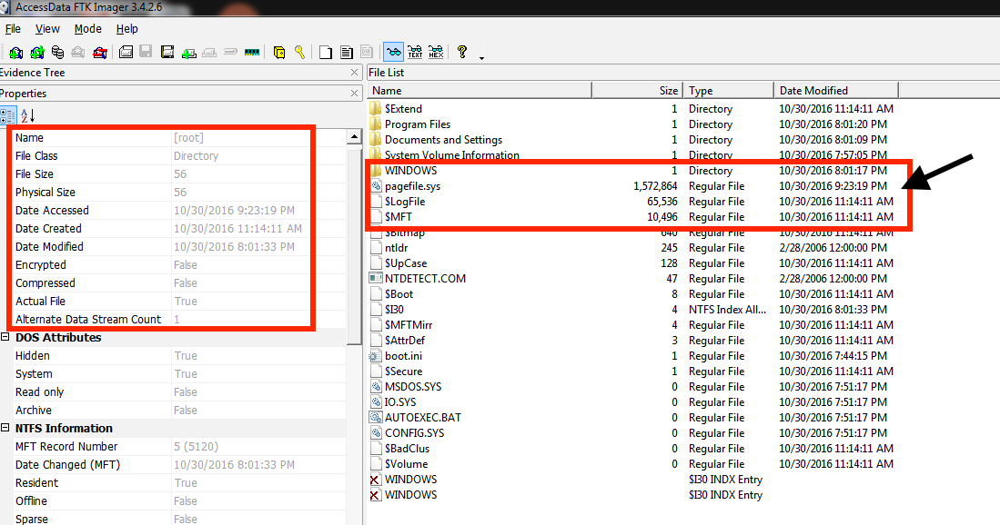 AccessData FTK Imager 3.4.2.6
File View Mode Help
TEXT HEX
Evidence Tree
Properties
A Z
Name [root]
File Class Directory
File Size 56
Physical Size 56
Date Accessed 10/30/2016 9:23:19 PM
Date Created 10/30/2016 11:14:11 AM
Date Modified 10/30/2016 8:01:33 PM
Encrypted False
Compressed False
Actual File True
Alternate Data Stream Count 1
DOS Attributes
Hidden True
System True
Read only False
Archive False
NTFS Information
MFT Record Number 5 (5120)
Date Changed (MFT) 10/30/2016 8:01:33 PM
Resident True
Offline False
Sparse False
File List
Name Size Type Date Modified
$Extend 1 Directory 10/30/2016 11:14:11 AM
Program Files 1 Directory 10/30/2016 8:01:20 PM
Documents and Settings 1 Directory 10/30/2016 8:01:09 PM
System Volume Information 1 Directory 10/30/2016 7:57:05 PM
WINDOWS 1 Directory 10/30/2016 8:01:17 PM
pagefile.sys 1,572,864 Regular File 10/30/2016 9:23:19 PM
$LogFile 65,536 Regular File 10/30/2016 11:14:11 AM
$MFT 10,496 Regular File 10/30/2016 11:14:11 AM
$Bitmap 640 Regular File 10/30/2016 11:14:11 AM
ntldr 245 Regular File 2/28/2006 12:00:00 PM
$UpCase 128 Regular File 10/30/2016 11:14:11 AM
NTDETECT.COM 47 Regular File 2/28/2006 12:00:00 PM
$Boot 8 Regular File 10/30/2016 11:14:11 AM
$I30 4 NTFS Index All... 10/30/2016 8:01:33 PM
$MFTMirr 4 Regular File 10/30/2016 11:14:11 AM
$AttrDef 3 Regular File 10/30/2016 11:14:11 AM
boot.ini 1 Regular File 10/30/2016 7:44:15 PM
$Secure 1 Regular File 10/30/2016 11:14:11 AM
MSDOS.SYS 0 Regular File 10/30/2016 7:51:17 PM
IO.SYS 0 Regular File 10/30/2016 7:51:17 PM
AUTOEXEC.BAT 0 Regular File 10/30/2016 7:51:17 PM
CONFIG.SYS 0 Regular File 10/30/2016 7:51:17 PM
$BadClus 0 Regular File 10/30/2016 11:14:11 AM
$Volume 0 Regular File 10/30/2016 11:14:11 AM
WINDOWS $I30 INDX Entry
WINDOWS $I30 INDX Entry